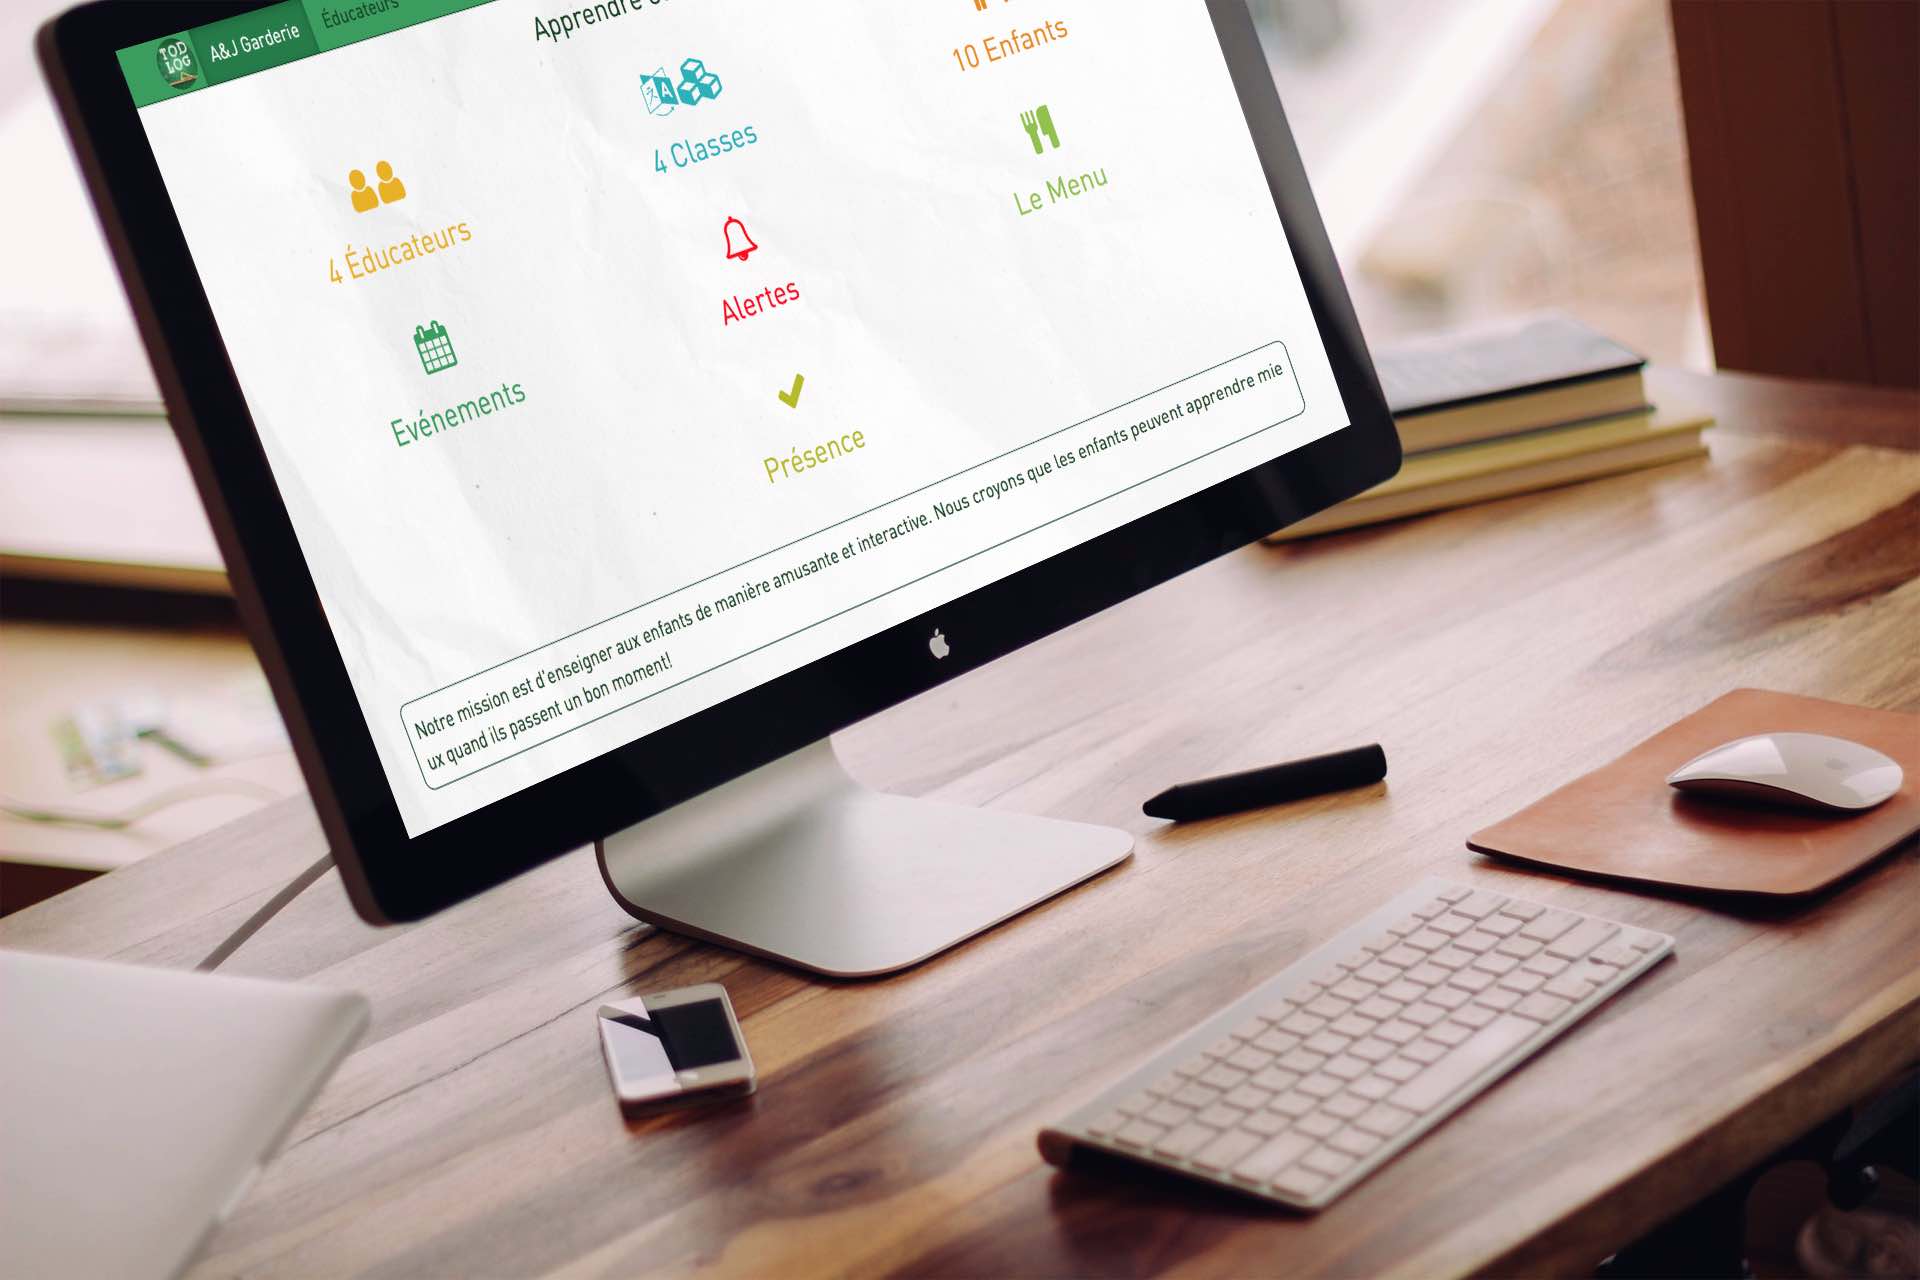 TOD
LOG
A&J Garderie
Éducateurs
Apprendre
4 Éducateurs
4 Classes
10 Enfants
Evénements
Alertes
Le Menu
Présence
Notre mission est d'enseigner aux enfants de manière amusante et interactive. Nous croyons que les enfants peuvent apprendre mie
ux quand ils passent un bon moment!